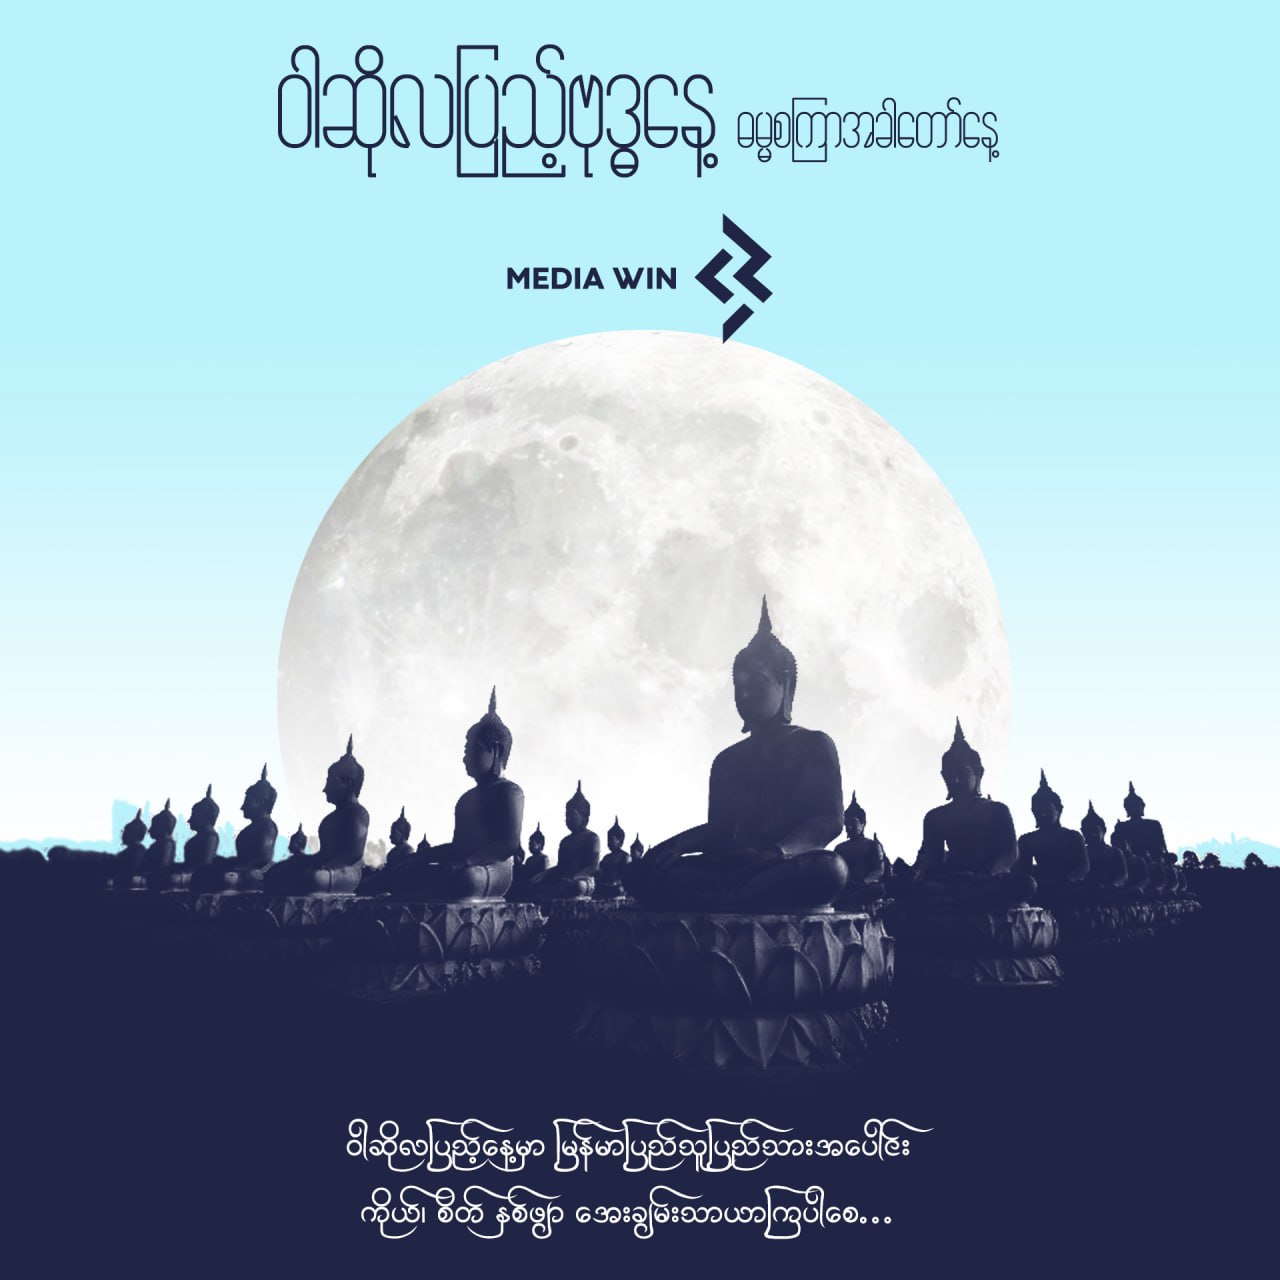 ဝါဆိုလပြည့်ဗုဒ္ဓနေ့ ဓမ္မစကြာအခါတော်နေ့
MEDIA WIN
ဝါဆိုလပြည့်နေ့မှာ မြန်မာပြည်သူပြည်သားအပေါင်း
ကိုယ်၊ စိတ် နှစ်ဖြာ အေးချမ်းသာယာကြပါစေ...